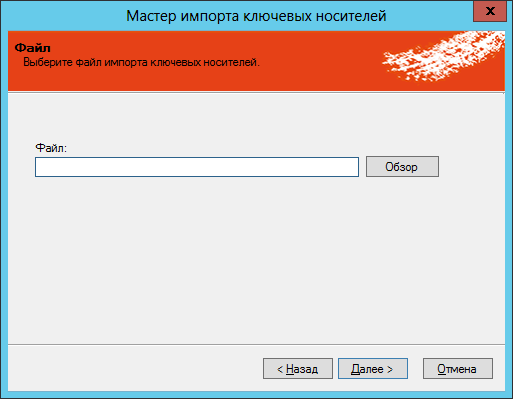 Мастер импорта ключевых носителей
X
Файл
Выберите файл импорта ключевых носителей.
Файл:
Обзор
< Назад
Далее >
Отмена